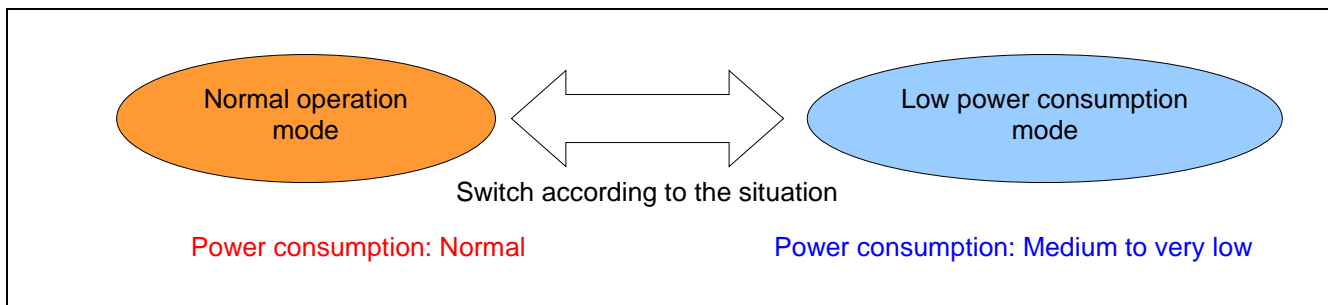 Normal operation
mode
Low power consumption
mode
Switch according to the situation
Power consumption: Normal
Power consumption: Medium to very low